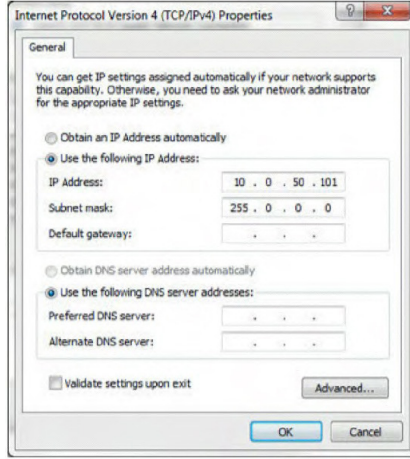 Internet Protocol Version 4 (TCP/IPv4) Properties
General
You can get IP settings assigned automatically if your network supports
this capability. Otherwise, you need to ask your network administrator
for the appropriate IP settings.
Obtain an IP Address automatically
Use the following IP Address:
IP Address: 10 . 0 . 50 . 101
Subnet mask: 255 . 0 . 0 . 0
Default gateway: . . .
Obtain DNS server address automatically
Use the following DNS server addresses:
Preferred DNS server: . . .
Alternate DNS server: . . .
Validate settings upon exit
Advanced...
OK Cancel